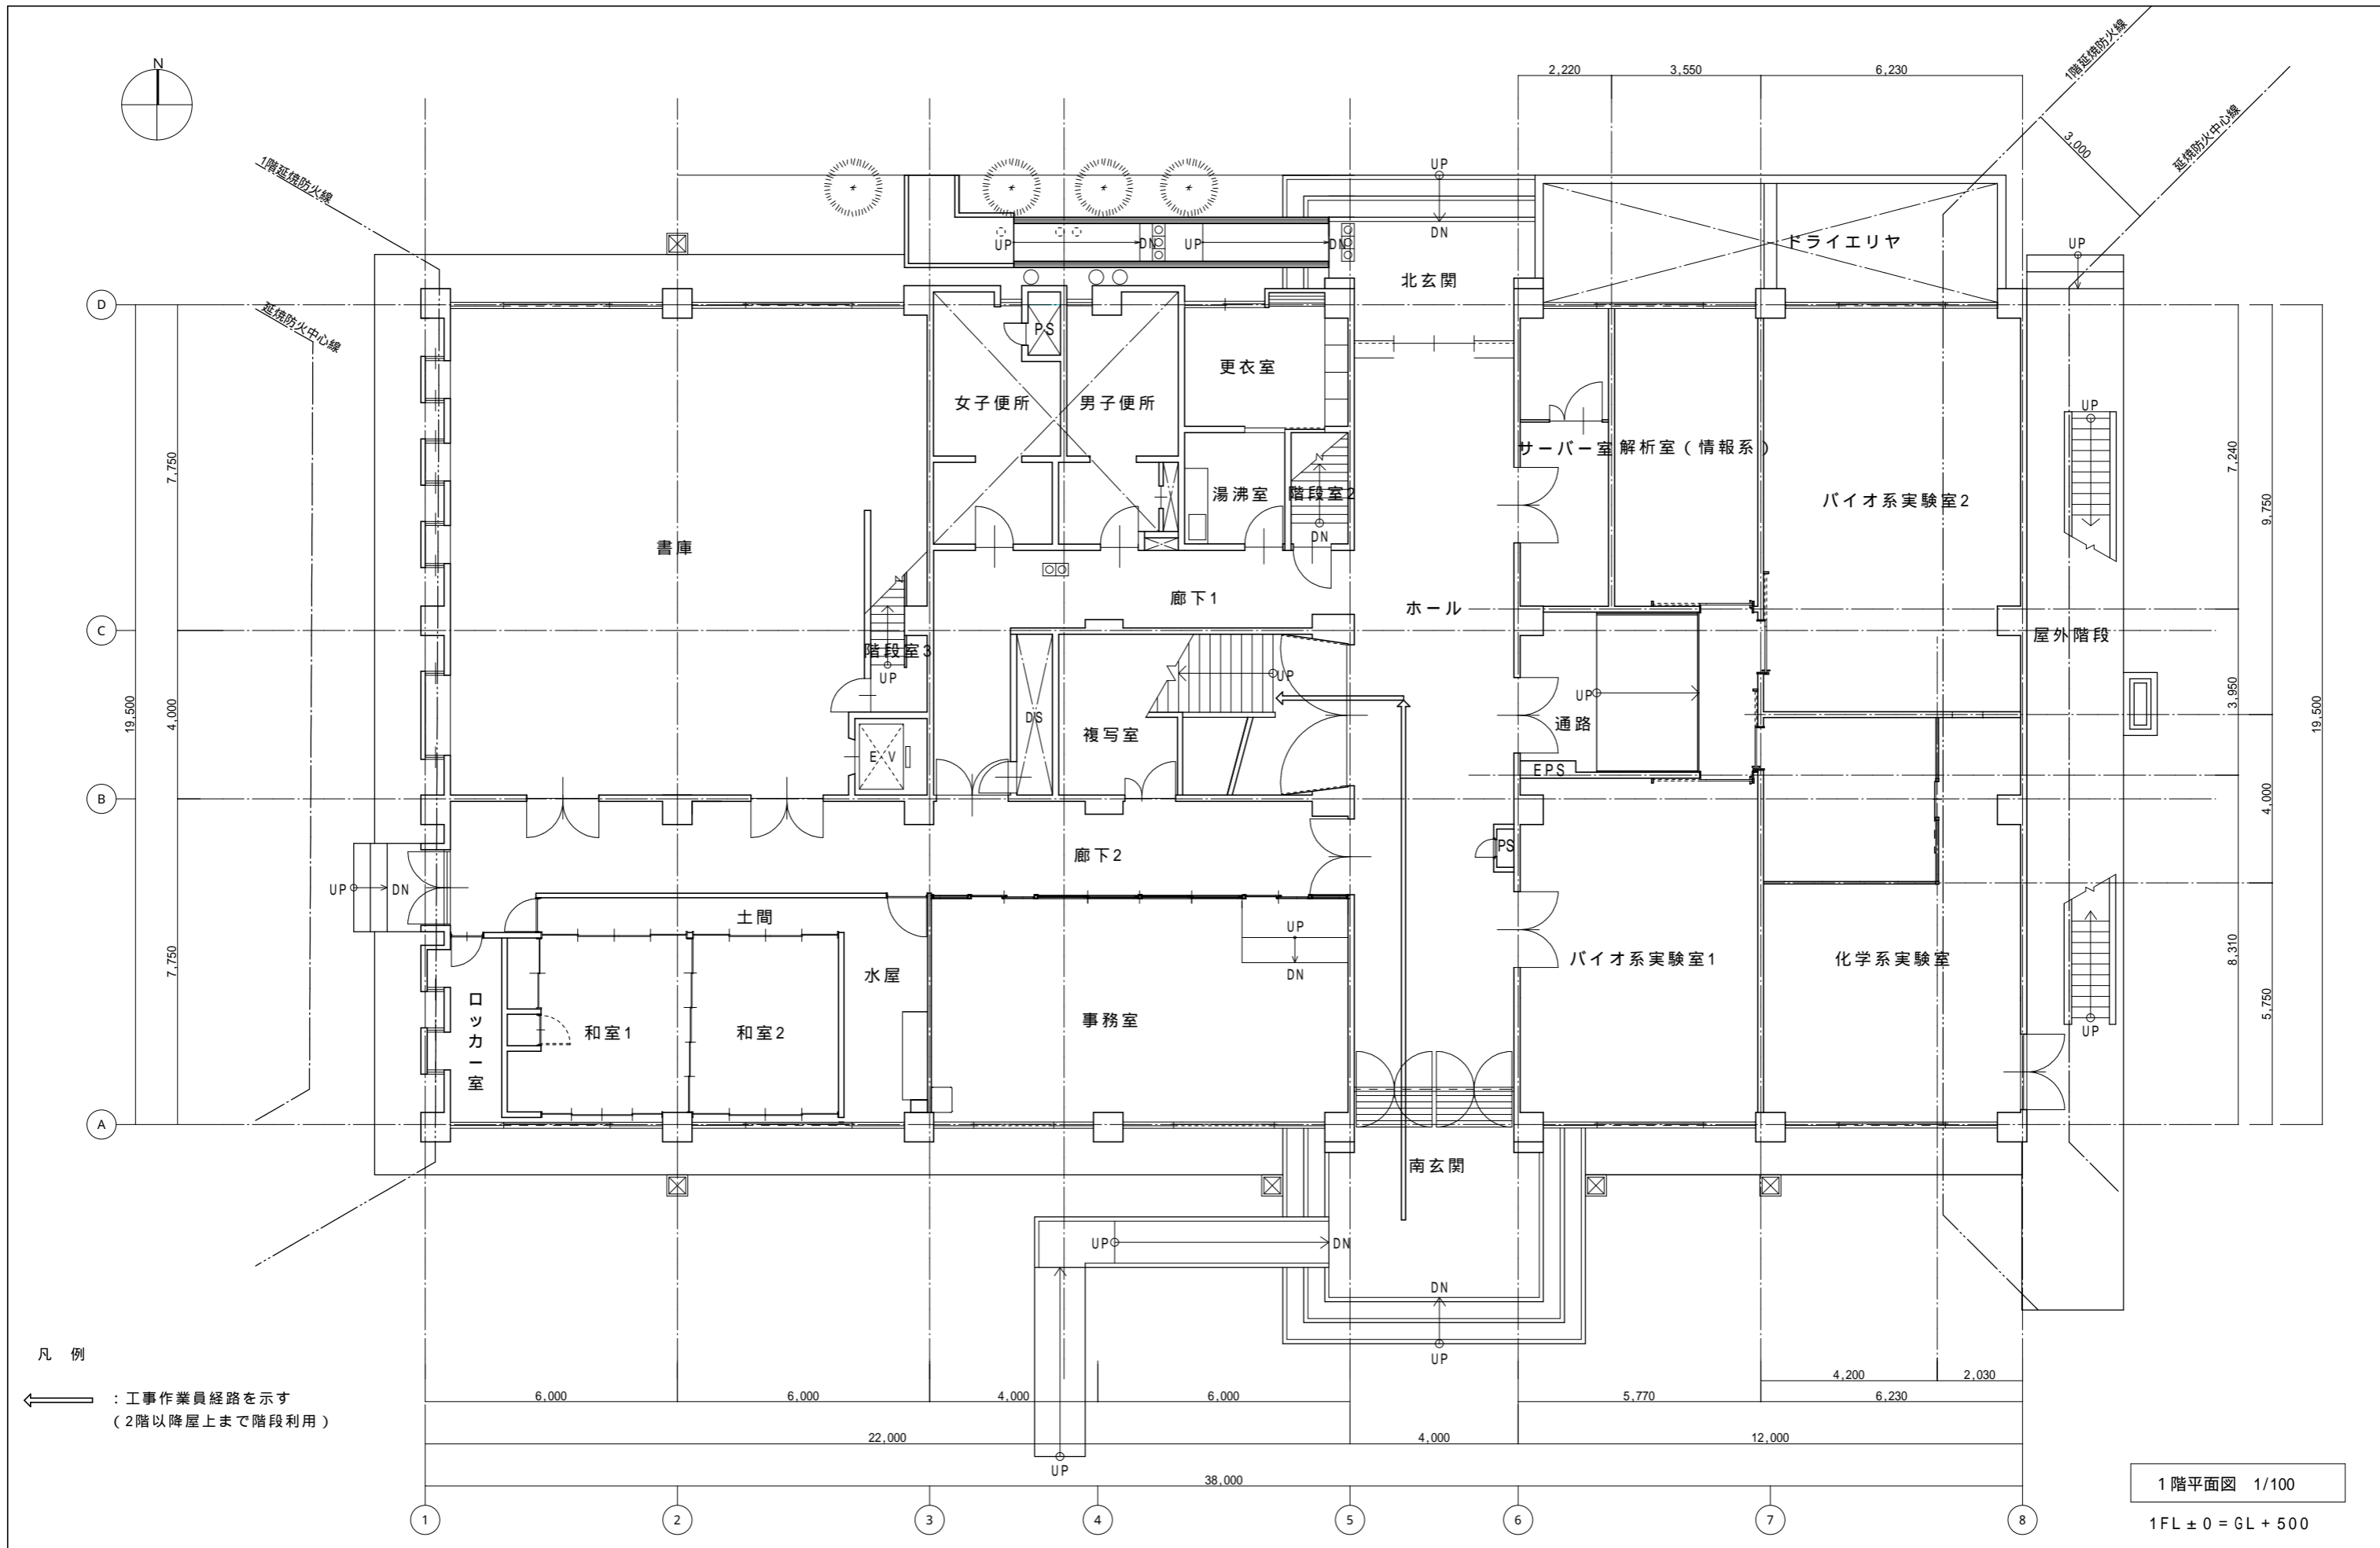 N
2,220
3,550
6,230
1階延焼防火線
延焼防火中心線
3,000
1階延焼防火線
延焼防火中心線
UP
DN
UP
DN
UP
DN
ドライエリヤ
UP
北玄関
D
PS
更衣室
女子便所
男子便所
サーバー室
解析室(情報系)
UP
7,750
7,240
9,750
湯沸室
階段室2
DN
バイオ系実験室2
書庫
廊下1
ホール
C
階段室3
UP
UP
屋外階段
UP
通路
19,500
4,000
DS
複写室
3,950
19,500
E・V
EPS
B
4,000
廊下2
PS
UP
DN
土間
UP
DN
水屋
バイオ系実験室1
化学系実験室
7,750
8,310
5,750
ロッカー室
和室1
和室2
事務室
UP
A
南玄関
UP
DN
DN
UP
凡 例
:工事作業員経路を示す
(2階以降屋上まで階段利用)
4,200
2,030
6,000
6,000
4,000
6,000
5,770
6,230
22,000
4,000
12,000
UP
38,000
1
2
3
4
5
6
7
8
1階平面図 1/100
1FL±0=GL+500